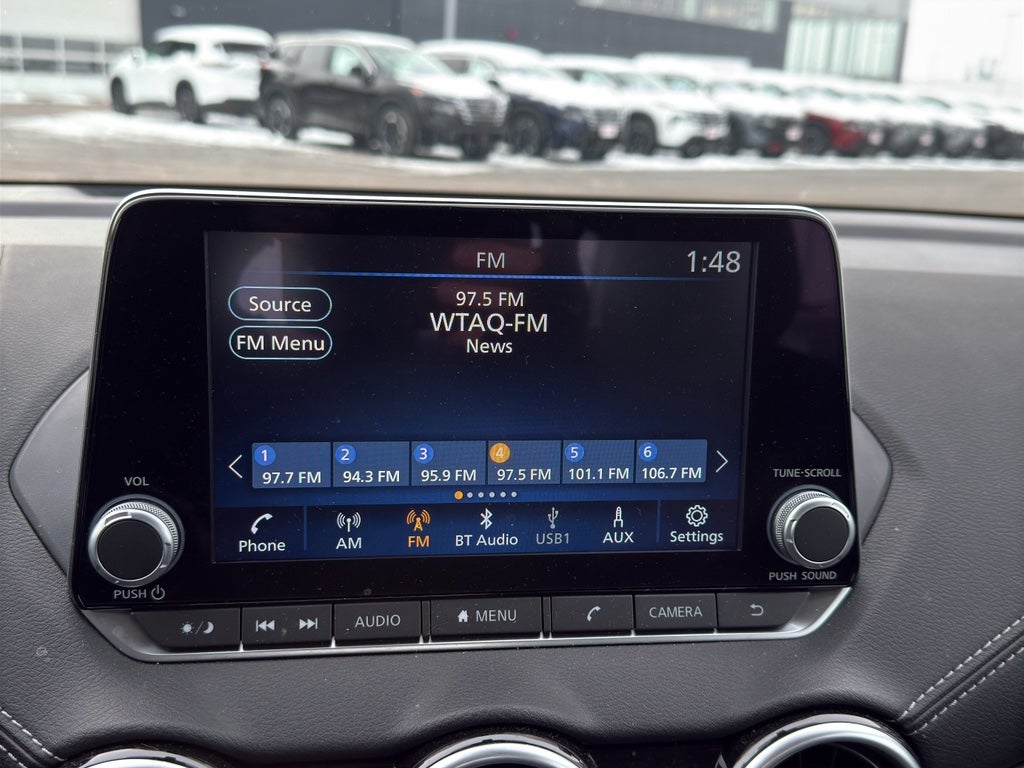 FM
1:48
Source
97.5 FM
WTAQ-FM
FM Menu
News
1
2
3
4
5
6
97.7 FM
94.3 FM
95.9 FM
97.5 FM
101.1 FM
106.7 FM
VOL
TUNE·SCROLL
Phone
AM
FM
BT Audio
USB1
AUX
Settings
PUSH
PUSH SOUND
AUDIO
MENU
CAMERA